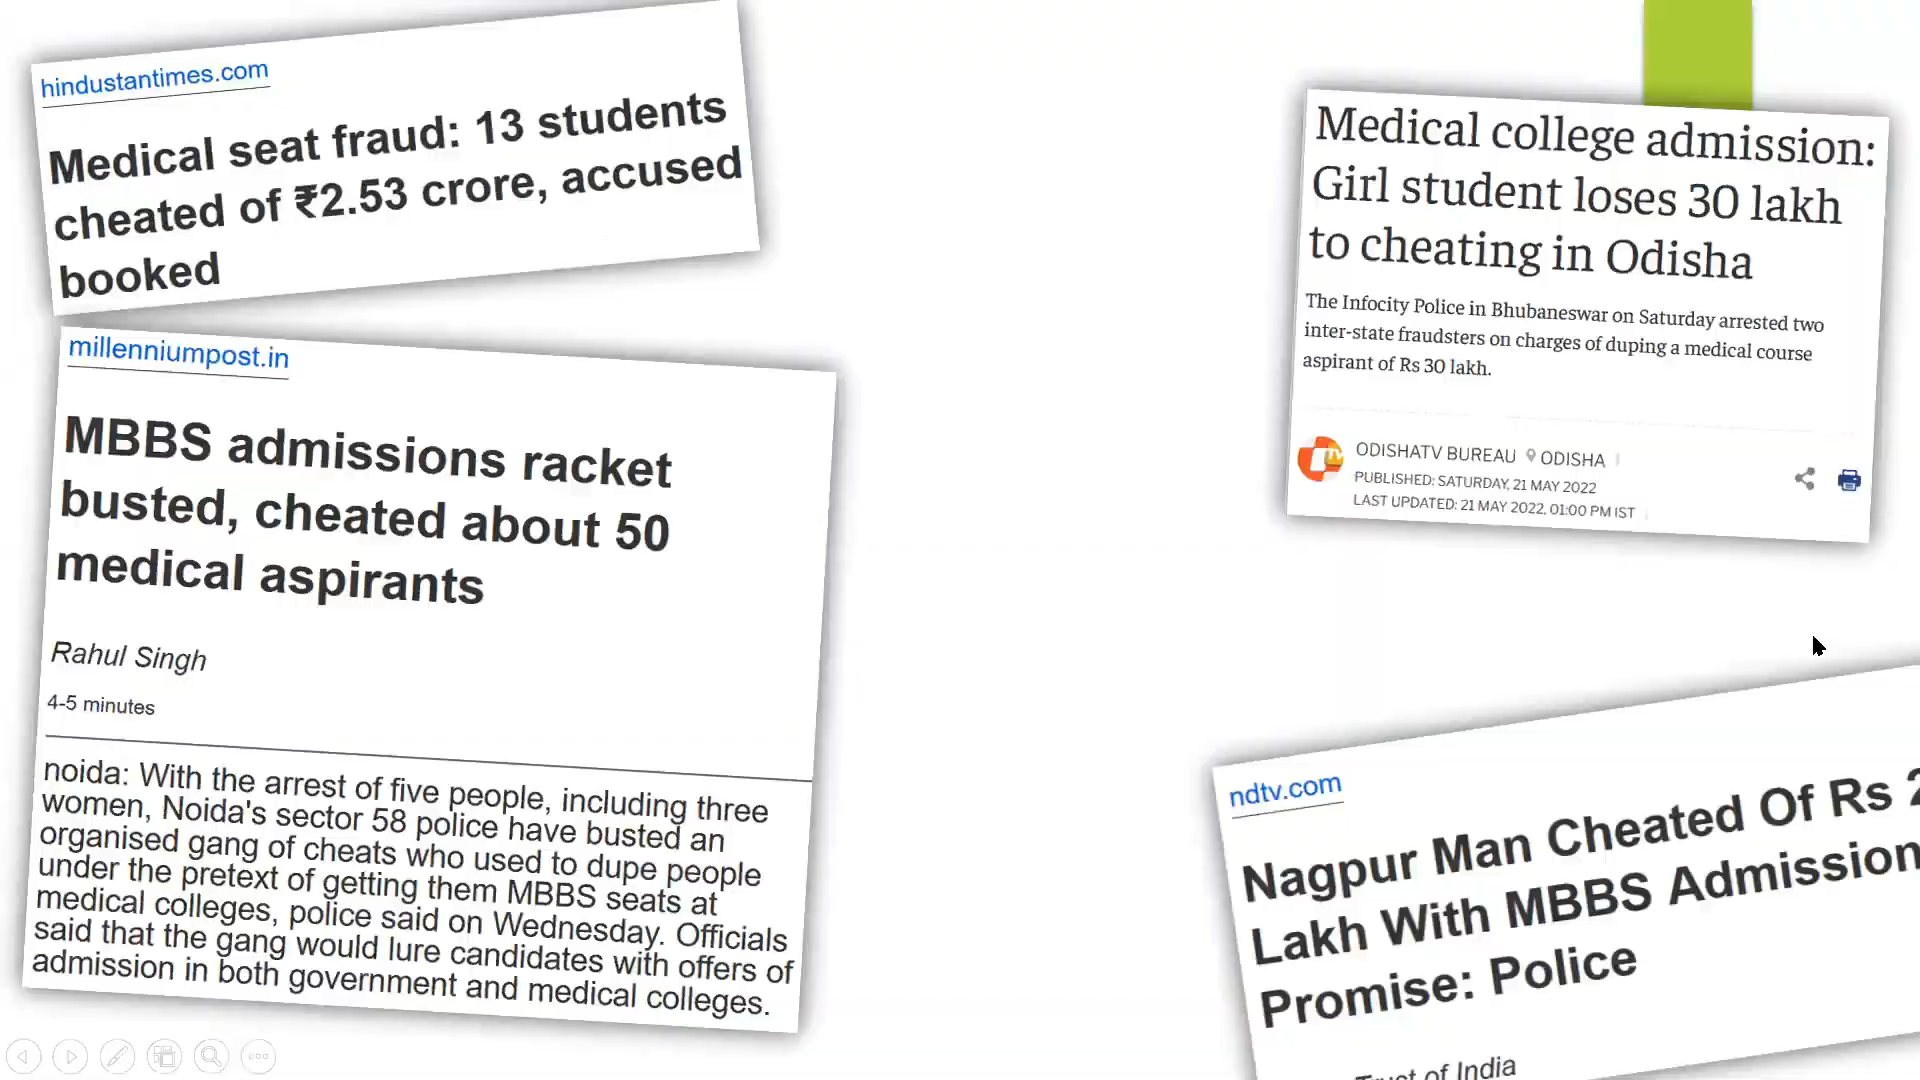 hindustantimes.com
Medical seat fraud: 13 students
cheated of ₹2.53 crore, accused
booked
millenniumpost.in
MBBS admissions racket
busted, cheated about 50
medical aspirants
Rahul Singh
4-5 minutes
noida: With the arrest of five people, including three
women, Noida's sector 58 police have busted an
organised gang of cheats who used to dupe people
under the pretext of getting them MBBS seats at
medical colleges, police said on Wednesday. Officials
said that the gang would lure candidates with offers of
admission in both government and medical colleges.
Medical college admission:
Girl student loses 30 lakh
to cheating in Odisha
The Infocity Police in Bhubaneswar on Saturday arrested two
inter-state fraudsters on charges of duping a medical course
aspirant of Rs 30 lakh.
ODISHATV BUREAU ODISHA
PUBLISHED: SATURDAY, 21 MAY 2022
LAST UPDATED: 21 MAY 2022, 01:00 PM IST
ndtv.com
Nagpur Man Cheated Of Rs
Lakh With MBBS Admission
Promise: Police
of India